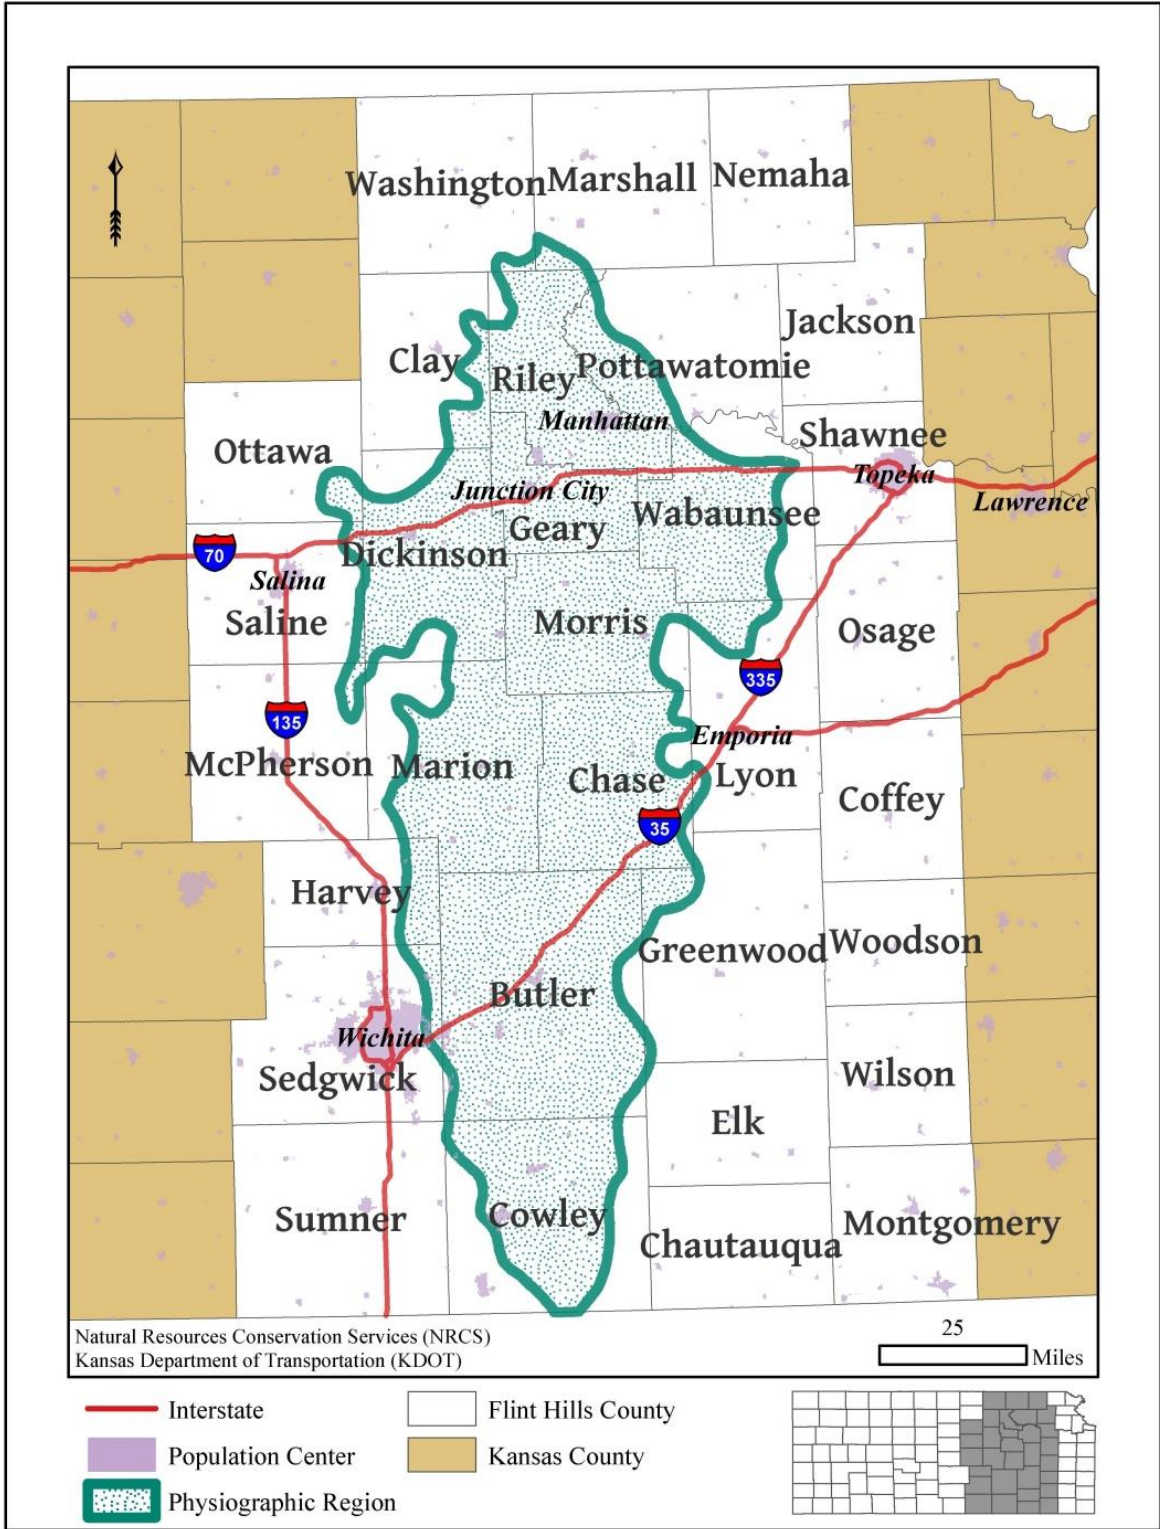 Washington
Marshall
Nemaha
Jackson
Clay
Riley
Pottawatomie
Manhattan
Ottawa
Shawnee
Topeka
Junction City
Lawrence
Geary
Wabaunsee
70
Dickinson
Salina
Saline
Morris
Osage
335
135
Emporia
McPherson
Marion
Chase
Lyon
Coffey
35
Harvey
Greenwood
Woodson
Butler
Wichita
Sedgwick
Wilson
Elk
Sumner
Cowley
Chautauqua
Montgomery
Natural Resources Conservation Services (NRCS)
Kansas Department of Transportation (KDOT)
25
Miles
Interstate
Flint Hills County
Population Center
Kansas County
Physiographic Region